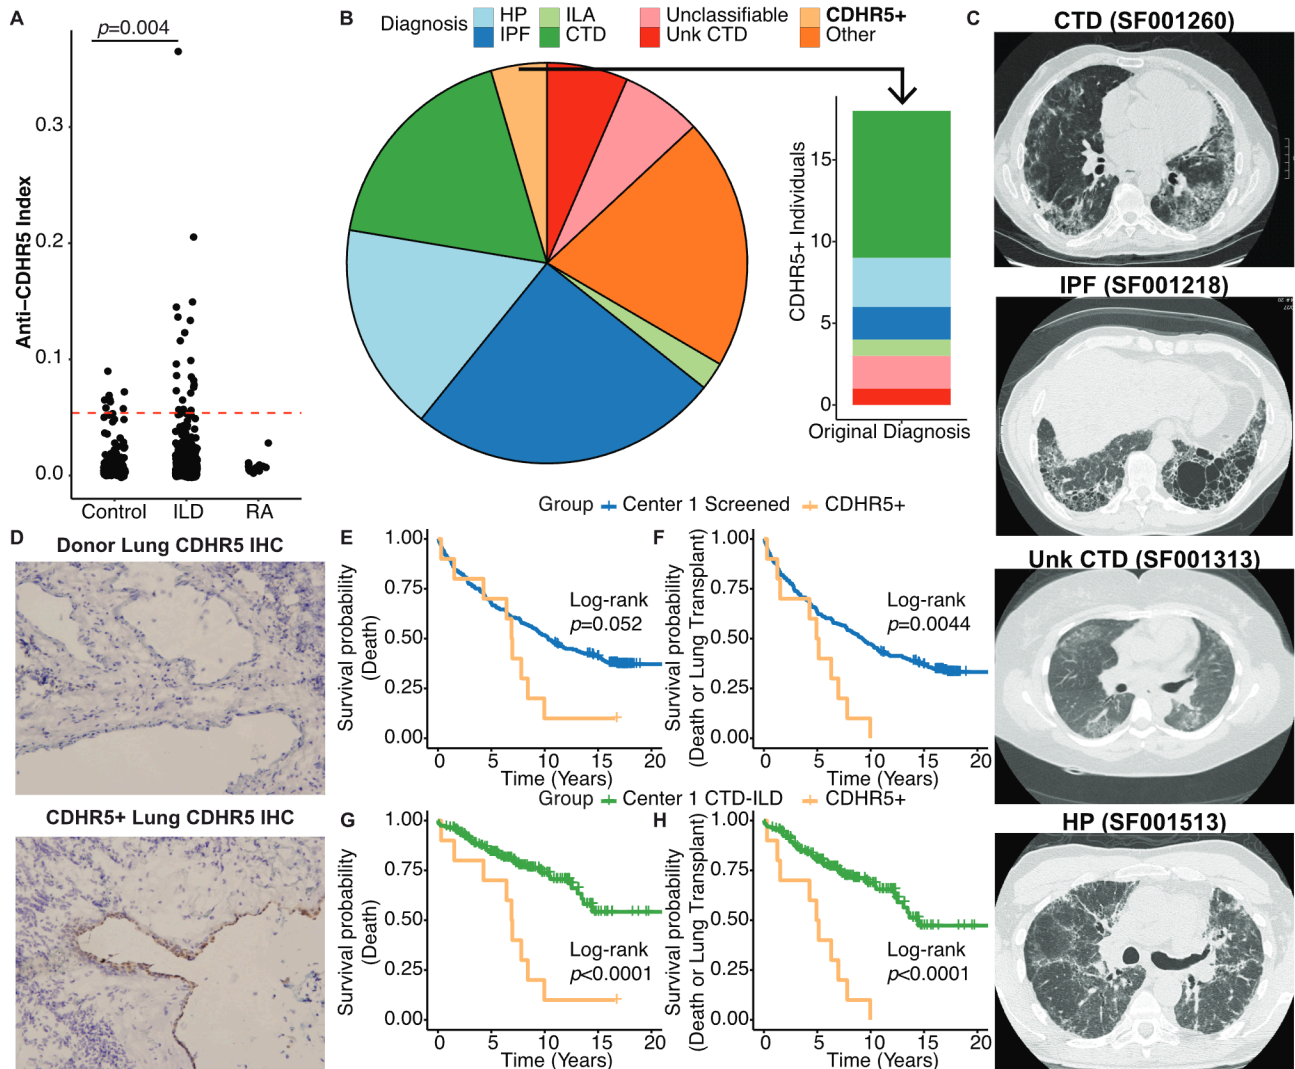 A
p=0.004
Anti−CDHR5 Index
0.3
0.2
0.1
0.0
Control ILD RA
B
Diagnosis
HP ILA Unclassifiable CDHR5+
IPF CTD Unk CTD Other
CDHR5+ Individuals
15
10
5
0
Original Diagnosis
C
CTD (SF001260)
IPF (SF001218)
Unk CTD (SF001313)
HP (SF001513)
D
Donor Lung CDHR5 IHC
CDHR5+ Lung CDHR5 IHC
Group Center 1 Screened CDHR5+
E
Survival probability
(Death)
1.00
0.75
0.50
0.25
0.00
Log-rank
p=0.052
0 5 10 15 20
Time (Years)
F
Survival probability
(Death or Lung Transplant)
1.00
0.75
0.50
0.25
0.00
Log-rank
p=0.0044
0 5 10 15 20
Time (Years)
Group Center 1 CTD-ILD CDHR5+
G
Survival probability
(Death)
1.00
0.75
0.50
0.25
0.00
Log-rank
p<0.0001
0 5 10 15 20
Time (Years)
H
Survival probability
(Death or Lung Transplant)
1.00
0.75
0.50
0.25
0.00
Log-rank
p<0.0001
0 5 10 15 20
Time (Years)